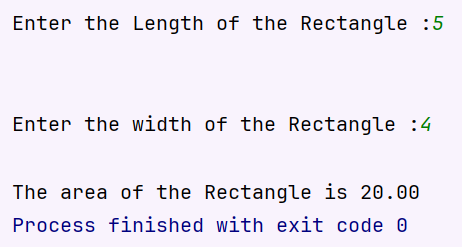 Enter the Length of the Rectangle :5
Enter the width of the Rectangle :4
The area of the Rectangle is 20.00
Process finished with exit code 0